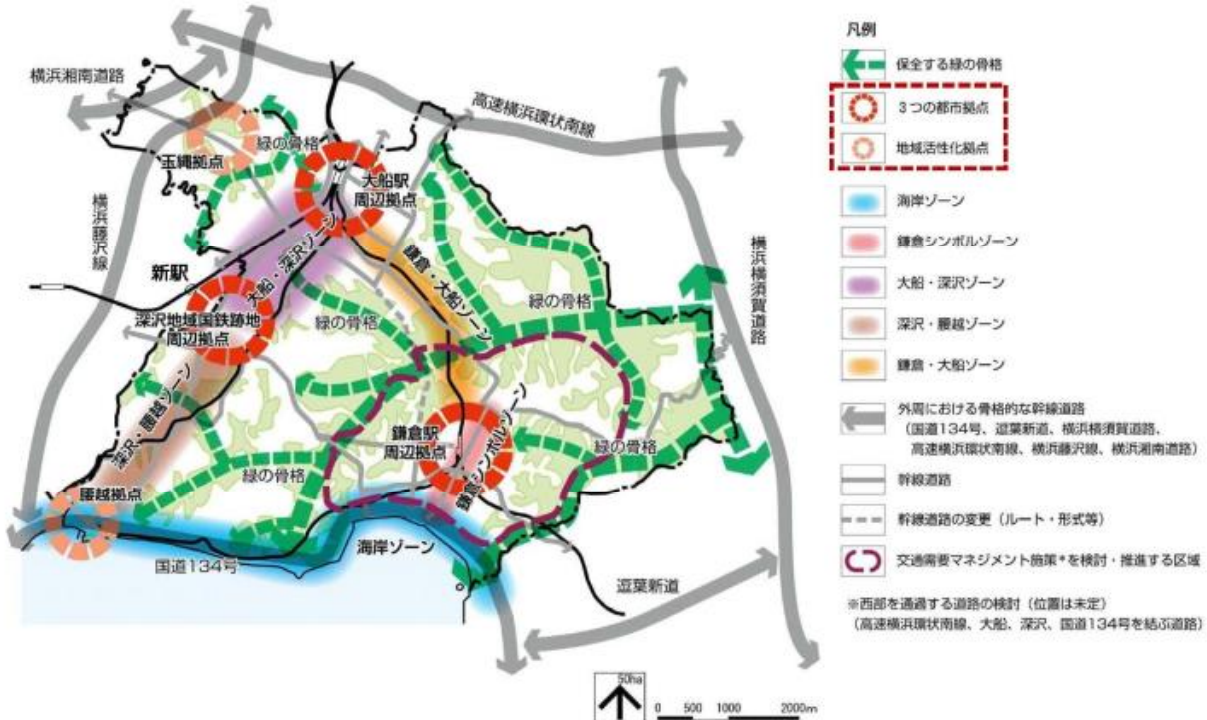 横浜湘南道路
高速横浜環状南線
緑の骨格
玉縄拠点
大船駅
周辺拠点
横浜藤沢線
新駅
大船・深沢ゾーン
鎌倉・大船ゾーン
横浜横須賀道路
深沢地域国鉄跡地
周辺拠点
緑の骨格
緑の骨格
深沢・腰越ゾーン
鎌倉駅
周辺拠点
鎌倉シンボルゾーン
緑の骨格
緑の骨格
腰越拠点
海岸ゾーン
国道134号
逗葉新道
50ha
0 500 1000 2000m
凡例
保全する緑の骨格
3つの都市拠点
地域活性化拠点
海岸ゾーン
鎌倉シンボルゾーン
大船・深沢ゾーン
深沢・腰越ゾーン
鎌倉・大船ゾーン
外周における骨格的な幹線道路
(国道134号、逗葉新道、横浜横須賀道路、
高速横浜環状南線、横浜藤沢線、横浜湘南道路)
幹線道路
幹線道路の変更(ルート・形式等)
交通需要マネジメント施策*を検討・推進する区域
※西部を通過する道路の検討(位置は未定)
(高速横浜環状南線、大船、深沢、国道134号を結ぶ道路)